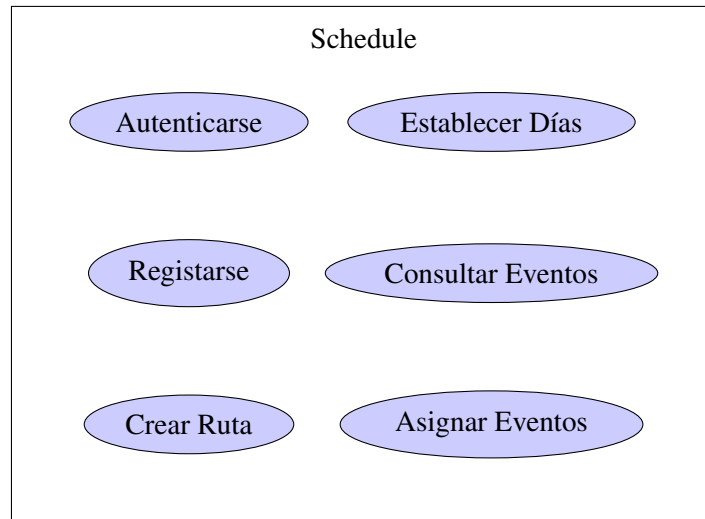 Schedule
Autenticarse
Establecer Días
Registarse
Consultar Eventos
Crear Ruta
Asignar Eventos